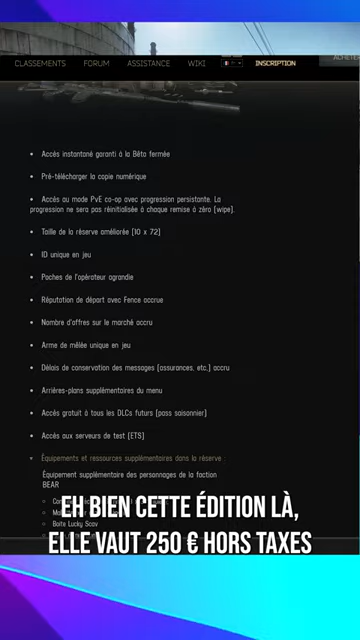 CLASSEMENTS FORUM ASSISTANCE WIKI INSCRIPTION
Accès instantané garanti à la Bêta fermée
Pré-télécharger la copie numérique
Accès au mode PvE co-op avec progression persistante. La
progression ne sera pas réinitialisée à chaque remise à zéro [wipe].
Taille de la réserve améliorée [10 x 72]
ID unique en jeu
Poches de l'opérateur agrandie
Réputation de départ avec Fence accrue
Nombre d'offres sur le marché accru
Arme de mêlée unique en jeu
Délais de conservation des messages [assurances, etc.] accru
Arrières-plans supplémentaires du menu
Accès gratuit à tous les DLCs futurs [pass saisonnier]
Accès aux serveurs de test [ETS]
Équipements et ressources supplémentaires dans la réserve :
Équipement supplémentaire des personnages de la faction
BEAR
EH BIEN CETTE ÉDITION LÀ,
Boîte Lucky Scav
ELLE VAUT 250 € HORS TAXES